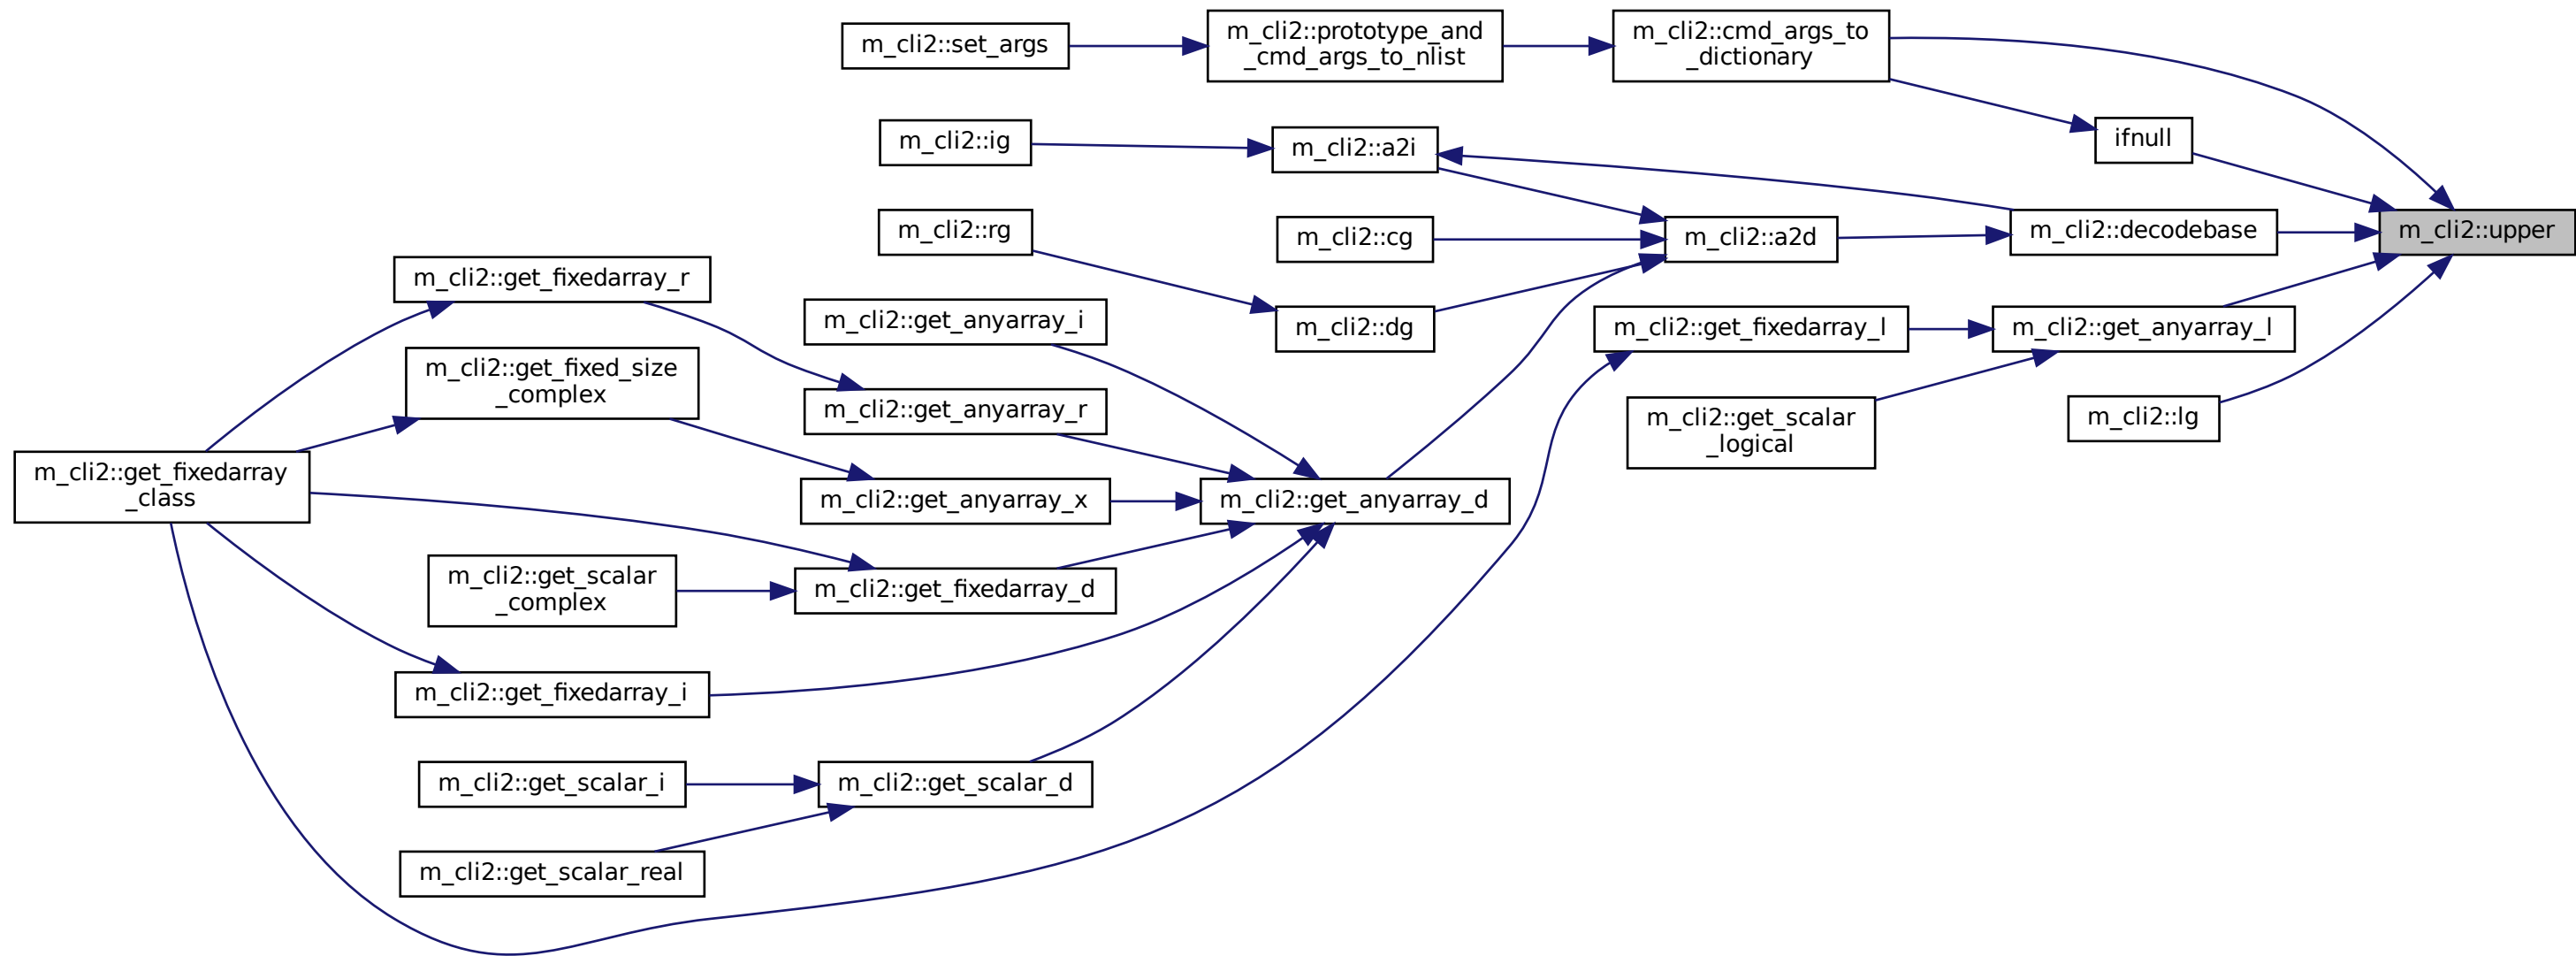 m_cli2::set_args
m_cli2::prototype_and
_cmd_args_to_nlist
m_cli2::cmd_args_to
_dictionary
m_cli2::ig
m_cli2::a2i
ifnull
m_cli2::rg
m_cli2::cg
m_cli2::a2d
m_cli2::decodebase
m_cli2::upper
m_cli2::get_fixedarray_r
m_cli2::get_anyarray_i
m_cli2::dg
m_cli2::get_fixedarray_l
m_cli2::get_anyarray_l
m_cli2::get_fixed_size
_complex
m_cli2::get_anyarray_r
m_cli2::get_scalar
_logical
m_cli2::lg
m_cli2::get_fixedarray
_class
m_cli2::get_anyarray_x
m_cli2::get_anyarray_d
m_cli2::get_scalar
_complex
m_cli2::get_fixedarray_d
m_cli2::get_fixedarray_i
m_cli2::get_scalar_i
m_cli2::get_scalar_d
m_cli2::get_scalar_real